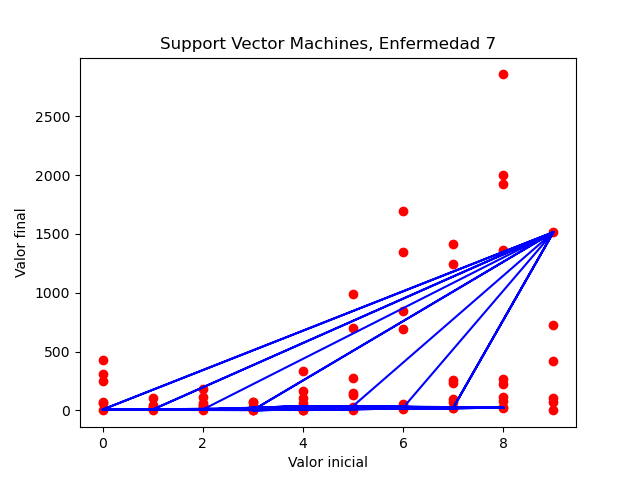 Support Vector Machines, Enfermedad 7
Valor final
2500
2000
1500
1000
500
0
0 2 4 6 8
Valor inicial